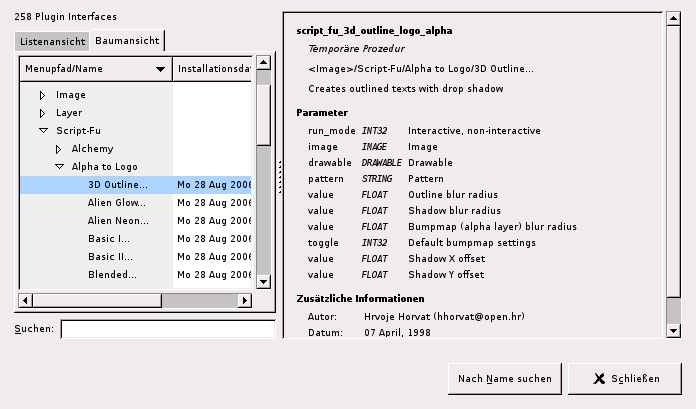 258 Plugin Interfaces
Listenansicht Baumansicht
Menupfad/Name Installationsda
Image
Layer
Script-Fu
Alchemy
Alpha to Logo
3D Outline... Mo 28 Aug 2006
Alien Glow... Mo 28 Aug 2006
Alien Neon... Mo 28 Aug 2006
Basic I... Mo 28 Aug 2006
Basic II... Mo 28 Aug 2006
Blended... Mo 28 Aug 2006
Suchen:
script_fu_3d_outline_logo_alpha
Temporäre Prozedur
<Image>/Script-Fu/Alpha to Logo/3D Outline...
Creates outlined texts with drop shadow
Parameter
run_mode INT32 Interactive, non-interactive
image IMAGE Image
drawable DRAWABLE Drawable
pattern STRING Pattern
value FLOAT Outline blur radius
value FLOAT Shadow blur radius
value FLOAT Bumpmap (alpha layer) blur radius
toggle INT32 Default bumpmap settings
value FLOAT Shadow X offset
value FLOAT Shadow Y offset
Zusätzliche Informationen
Autor: Hrvoje Horvat (hhorvat@open.hr)
Datum: 07 April, 1998
Nach Name suchen Schließen